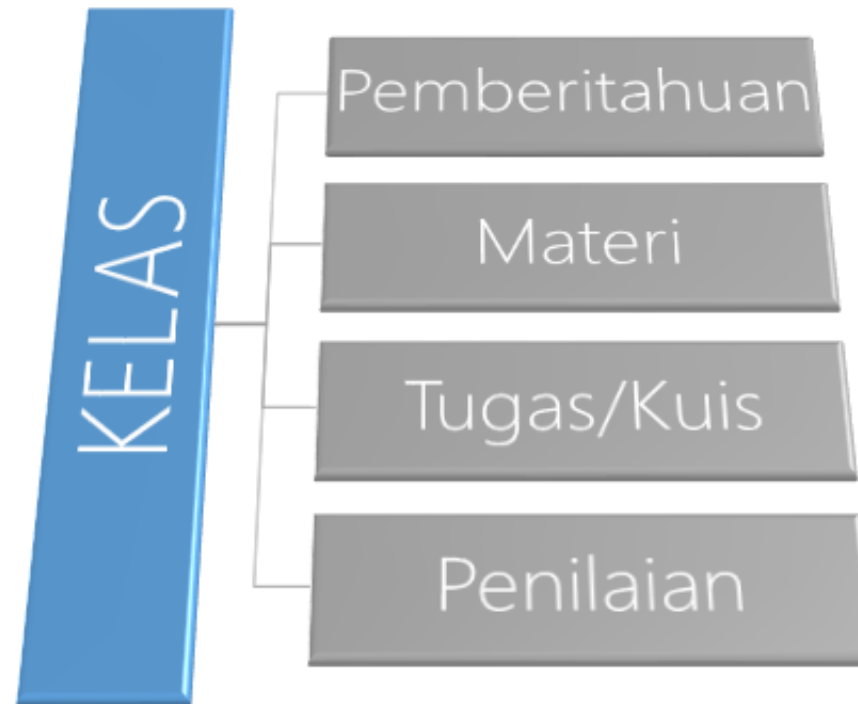 KELAS
Pemberitahuan
Materi
Tugas/Kuis
Penilaian